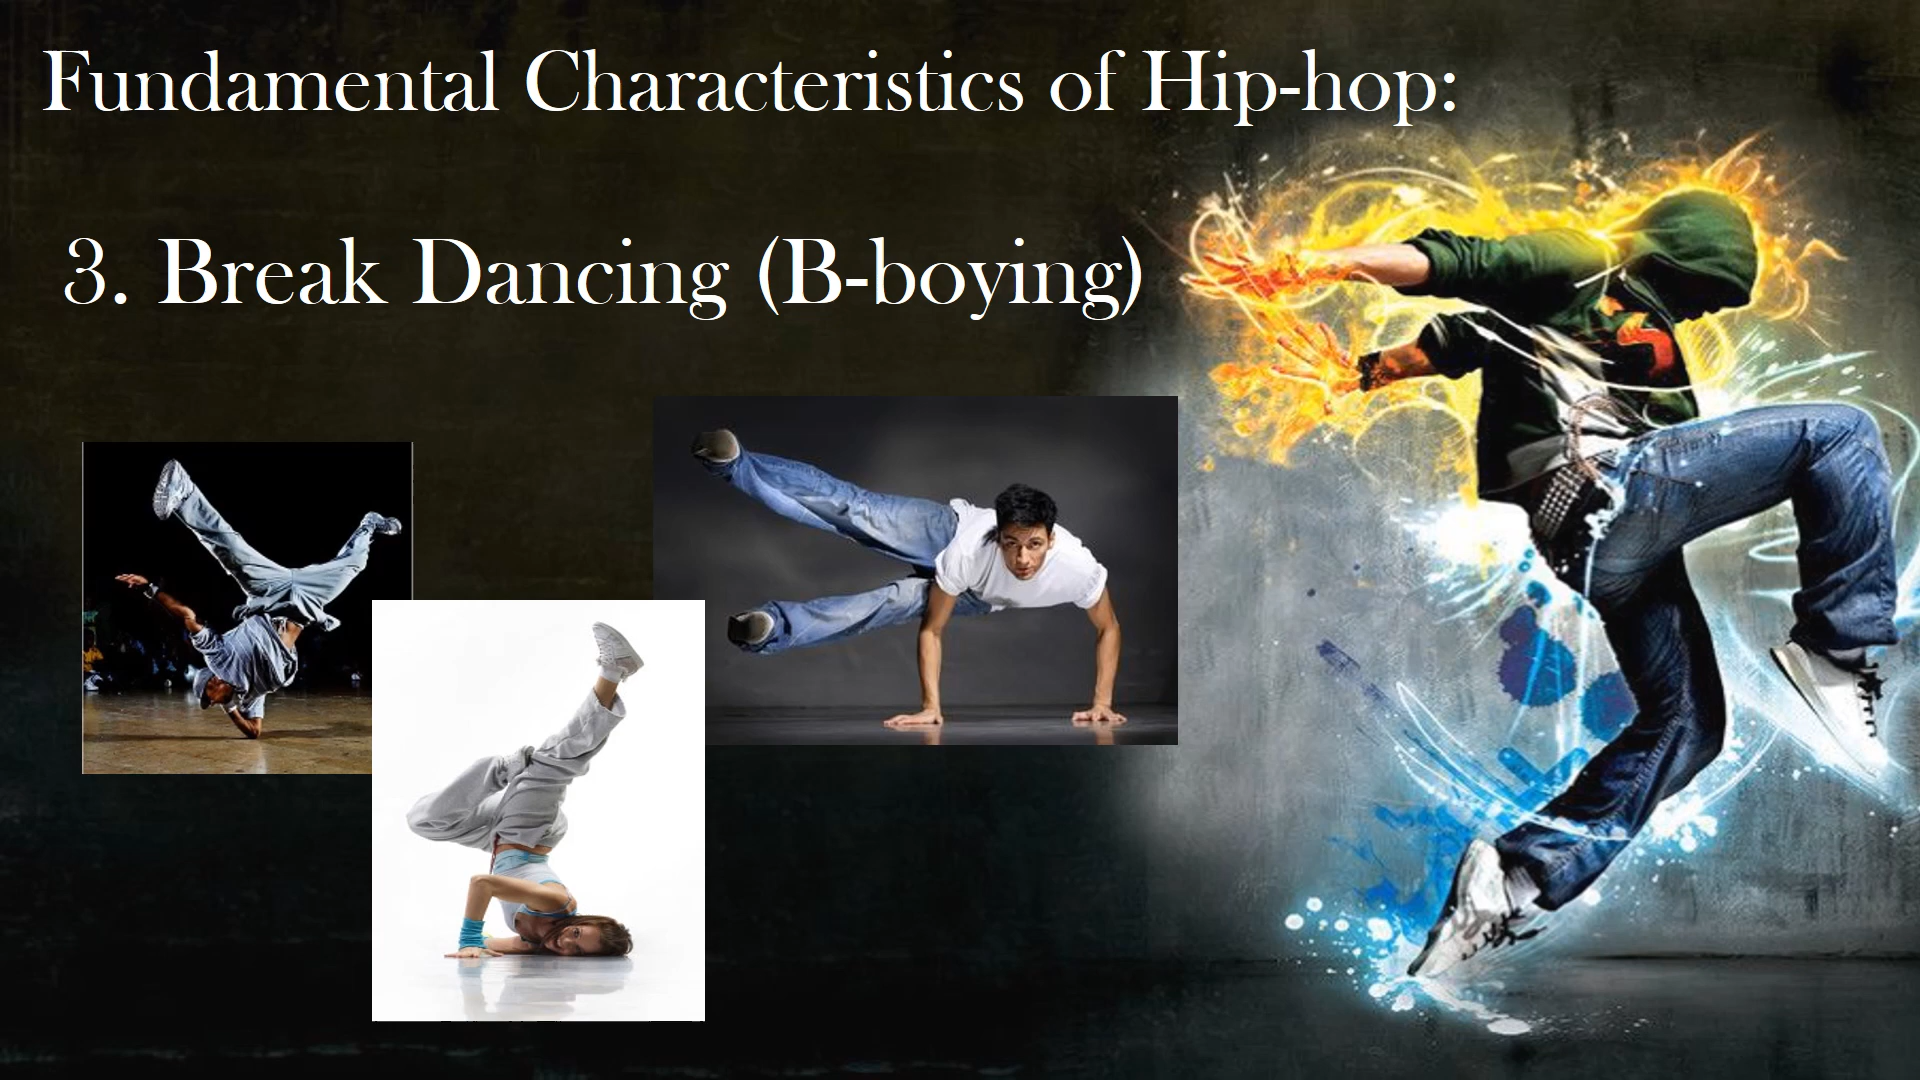 Fundamental Characteristics of Hip-hop:
3. Break Dancing (B-boying)